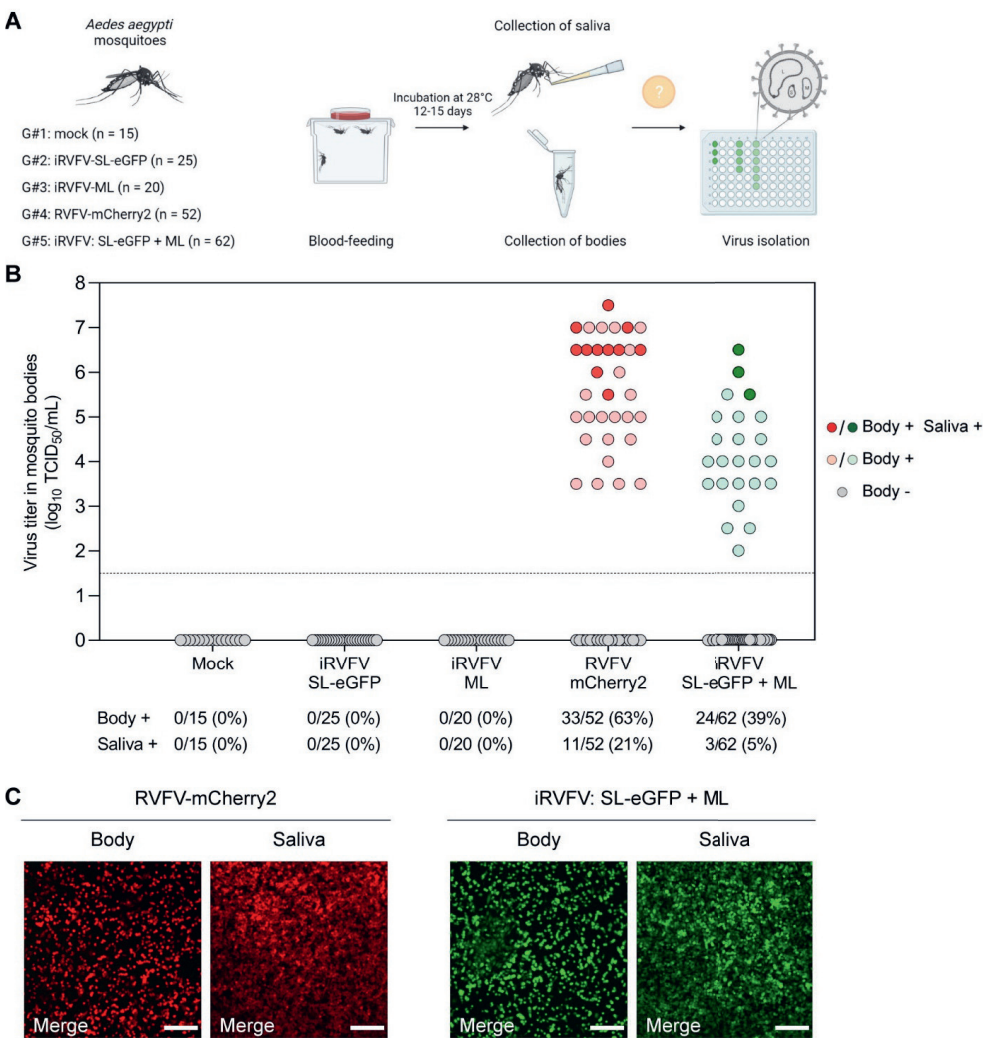 A
Aedes aegypti
mosquitoes
G#1: mock (n = 15)
G#2: iRVFV-SL-eGFP (n = 25)
G#3: iRVFV-ML (n = 20)
G#4: RVFV-mCherry2 (n = 52)
G#5: iRVFV: SL-eGFP + ML (n = 62)
Blood-feeding
Incubation at 28°C
12-15 days
Collection of saliva
Collection of bodies
?
L
S
M
Virus isolation
B
Virus titer in mosquito bodies
(log10 TCID50/mL)
8
7
6
5
4
3
2
1
0
Mock
iRVFV
SL-eGFP
iRVFV
ML
RVFV
mCherry2
iRVFV
SL-eGFP + ML
/ Body + Saliva +
/ Body +
Body -
Body + 0/15 (0%) 0/25 (0%) 0/20 (0%) 33/52 (63%) 24/62 (39%)
Saliva + 0/15 (0%) 0/25 (0%) 0/20 (0%) 11/52 (21%) 3/62 (5%)
C
RVFV-mCherry2
Body
Saliva
Merge
Merge
iRVFV: SL-eGFP + ML
Body
Saliva
Merge
Merge